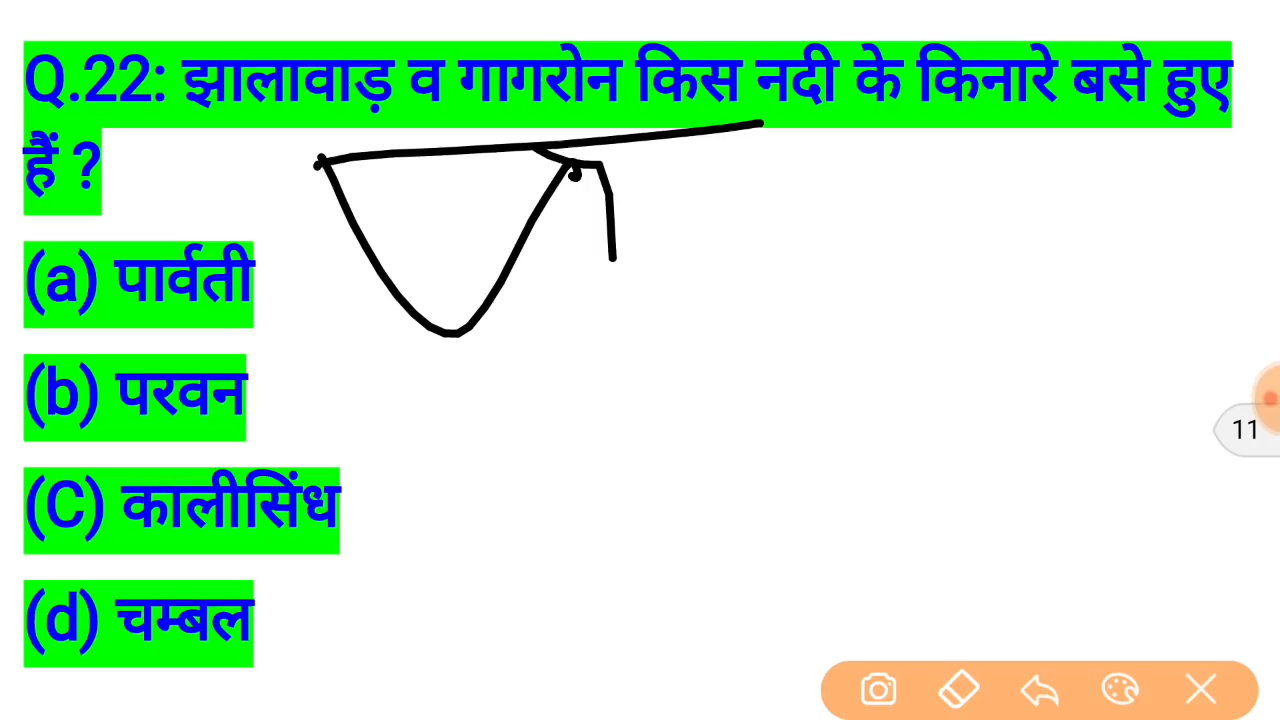 Q.22: झालावाड़ व गागरोन किस नदी के किनारे बसे हुए
हैं ?
(a) पार्वती
(b) परवन
(C) कालीसिंध
(d) चम्बल
11